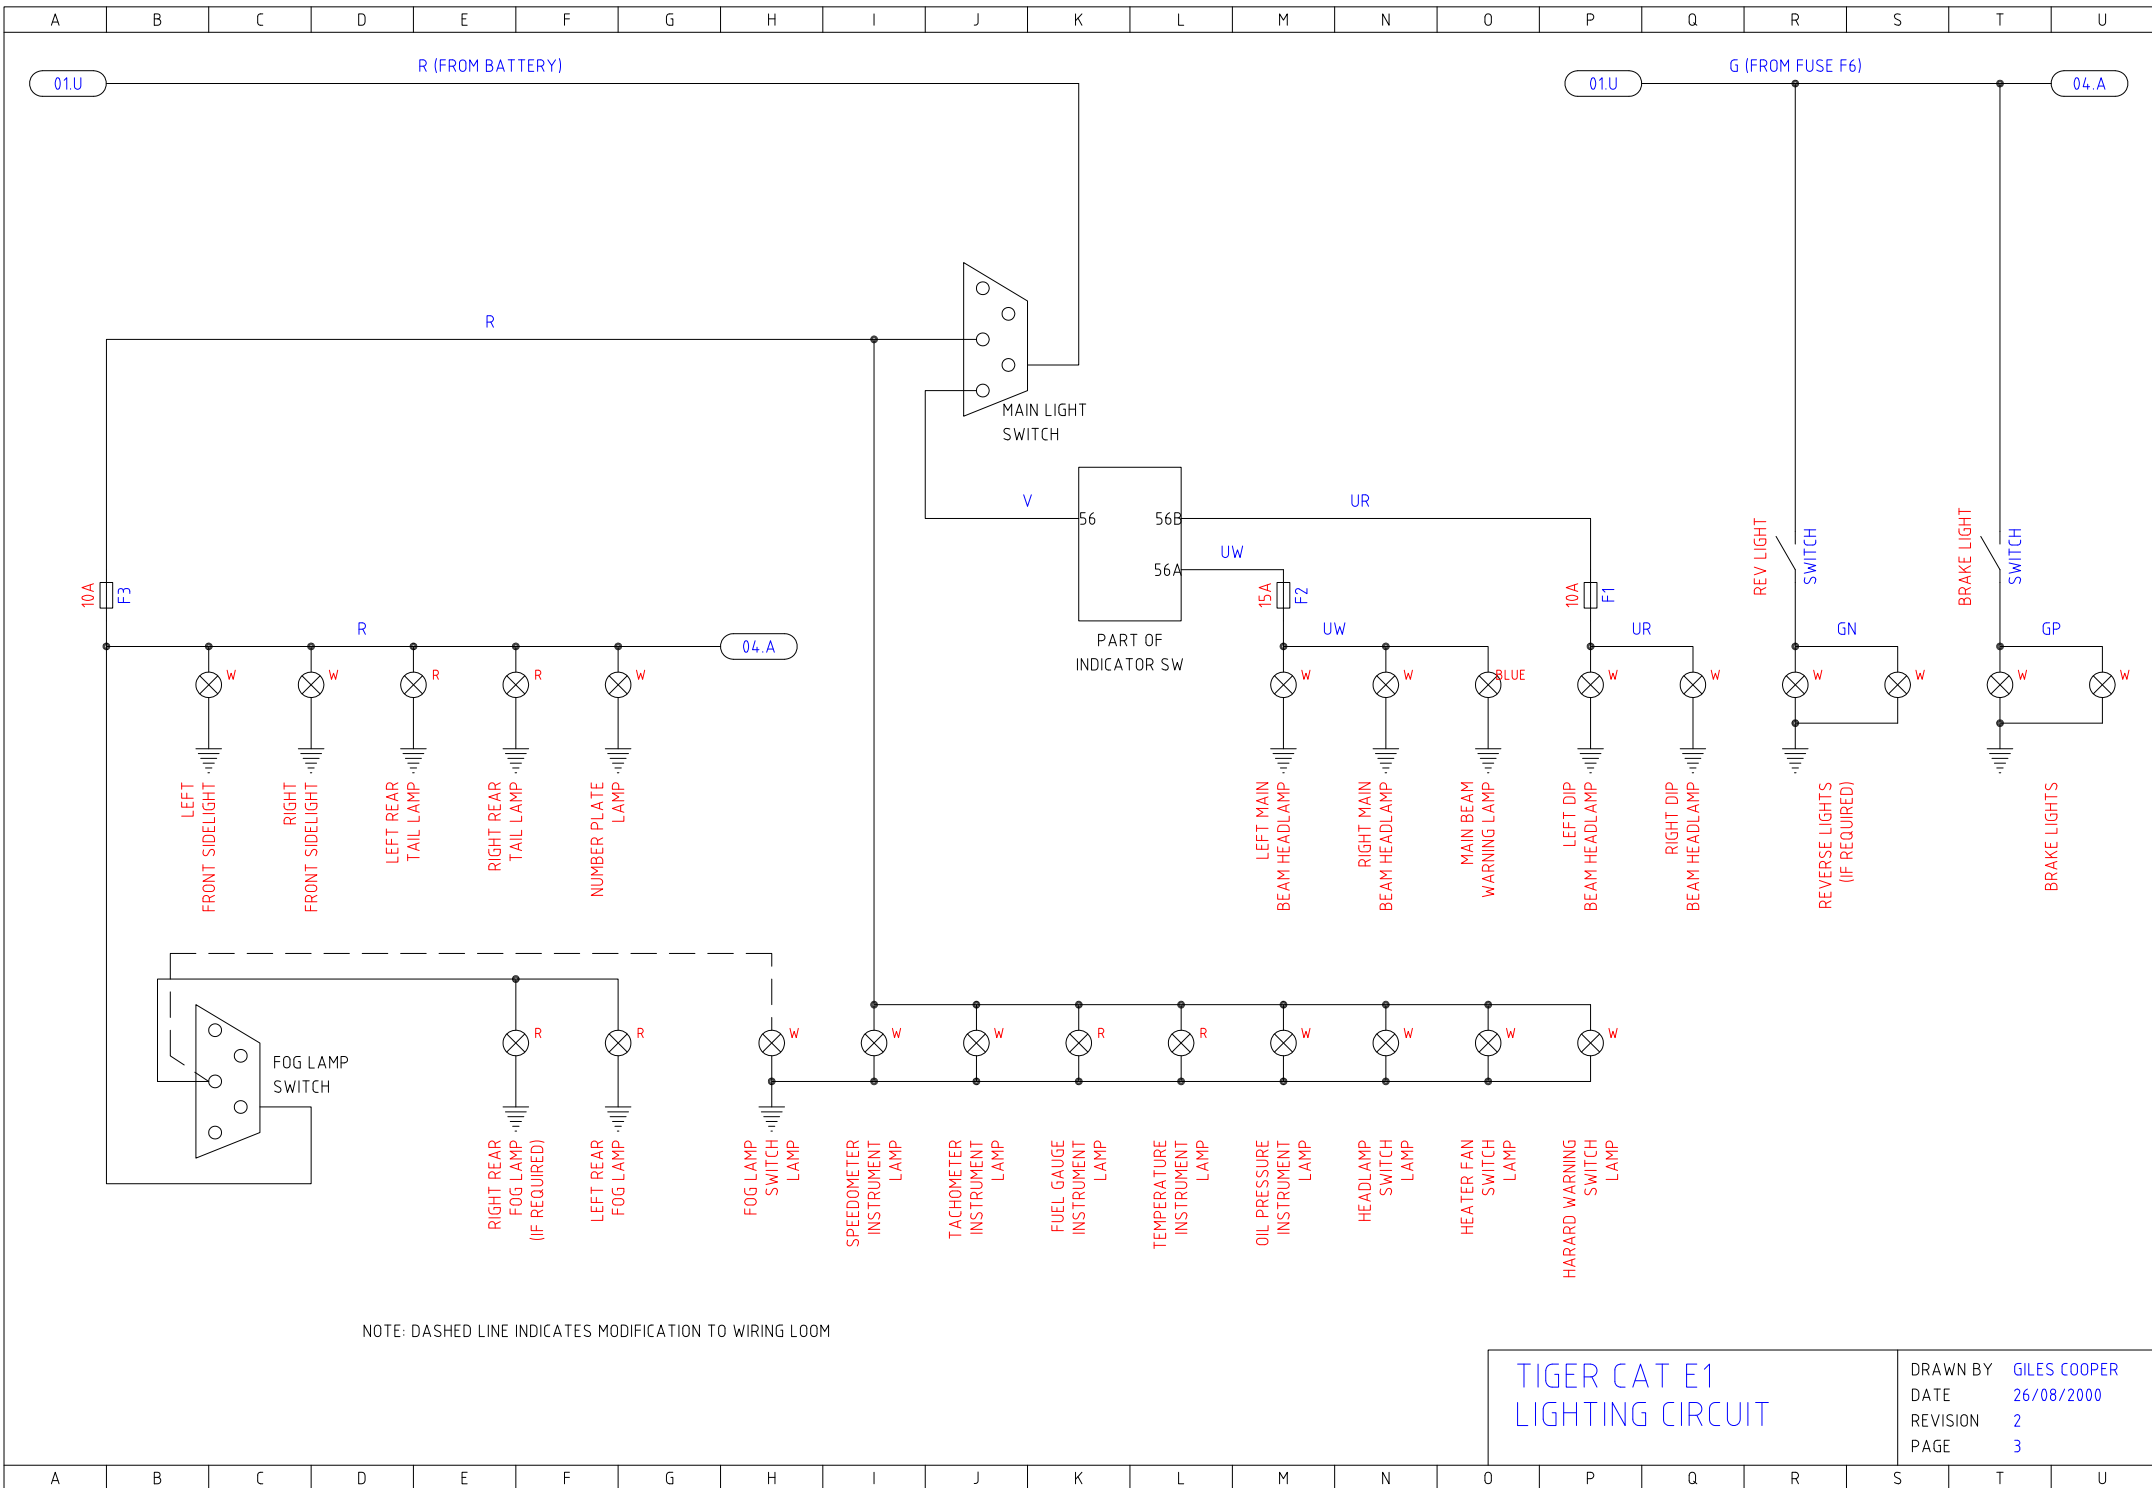 A B C D E F G H I J K L M N O P Q R S T U
R (FROM BATTERY)
G (FROM FUSE F6)
01.U
01.U
04.A
R
MAIN LIGHT
SWITCH
V
56
56B
56A
UR
UW
PART OF
INDICATOR SW
REV LIGHT
SWITCH
BRAKE LIGHT
SWITCH
10A
F3
15A
F2
10A
F1
R
04.A
UW
UR
GN
GP
W
W
R
R
W
W
W
BLUE
W
W
W
W
W
W
LEFT
FRONT SIDELIGHT
RIGHT
FRONT SIDELIGHT
LEFT REAR
TAIL LAMP
RIGHT REAR
TAIL LAMP
NUMBER PLATE
LAMP
LEFT MAIN
BEAM HEADLAMP
RIGHT MAIN
BEAM HEADLAMP
MAIN BEAM
WARNING LAMP
LEFT DIP
BEAM HEADLAMP
RIGHT DIP
BEAM HEADLAMP
REVERSE LIGHTS
(IF REQUIRED)
BRAKE LIGHTS
FOG LAMP
SWITCH
R
R
W
W
W
R
R
W
W
W
W
RIGHT REAR
FOG LAMP
(IF REQUIRED)
LEFT REAR
FOG LAMP
FOG LAMP
SWITCH
LAMP
SPEEDOMETER
INSTRUMENT
LAMP
TACHOMETER
INSTRUMENT
LAMP
FUEL GAUGE
INSTRUMENT
LAMP
TEMPERATURE
INSTRUMENT
LAMP
OIL PRESSURE
INSTRUMENT
LAMP
HEADLAMP
SWITCH
LAMP
HEATER FAN
SWITCH
LAMP
HARARD WARNING
SWITCH
LAMP
NOTE: DASHED LINE INDICATES MODIFICATION TO WIRING LOOM
TIGER CAT E1
LIGHTING CIRCUIT
DRAWN BY GILES COOPER
DATE 26/08/2000
REVISION 2
PAGE 3
A B C D E F G H I J K L M N O P Q R S T U